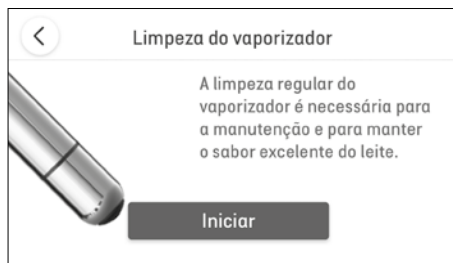 Limpeza do vaporizador
A limpeza regular do
vaporizador é necessária para
a manutenção e para manter
o sabor excelente do leite.
Iniciar